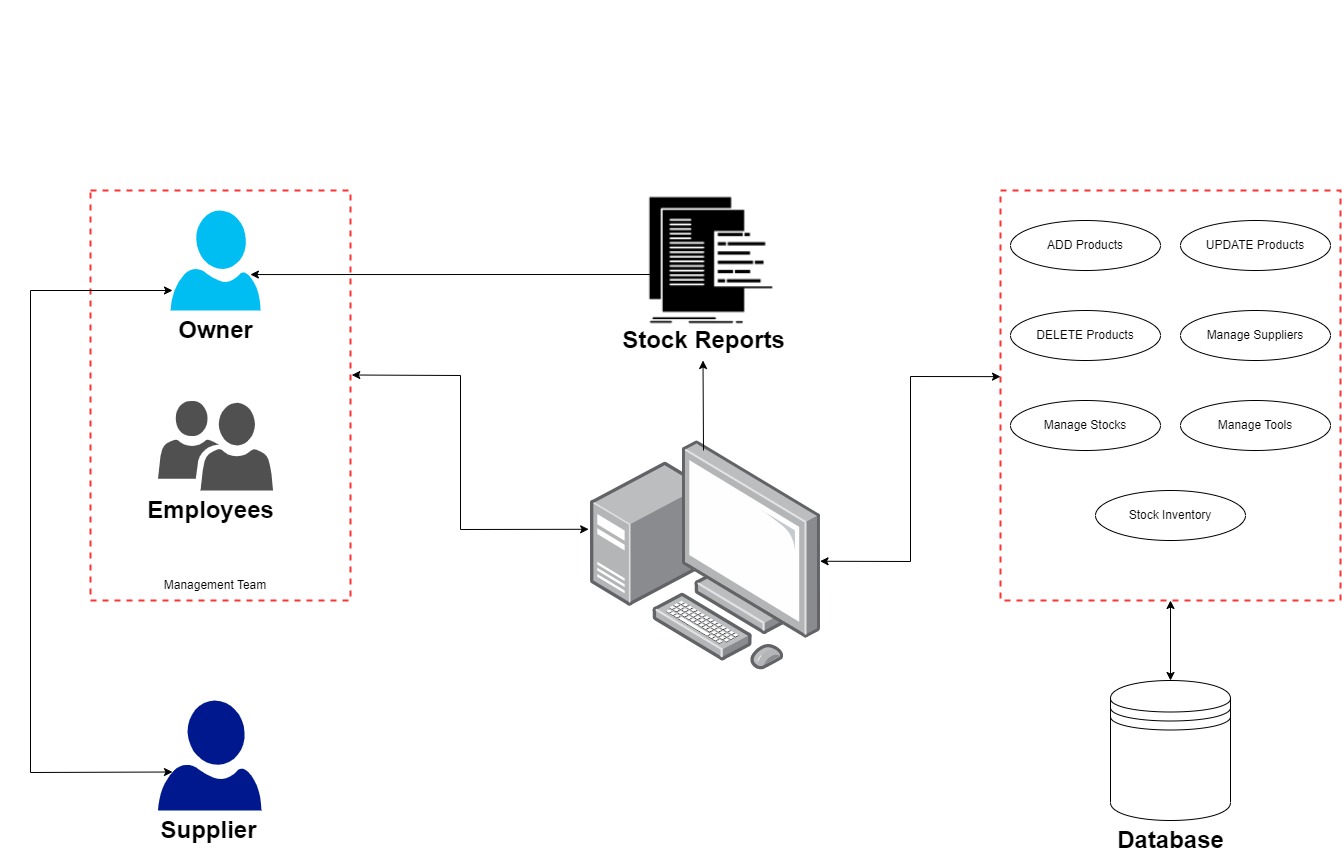 ADD Products
UPDATE Products
Owner
Stock Reports
DELETE Products
Manage Suppliers
Manage Stocks
Manage Tools
Employees
Stock Inventory
Management Team
Supplier
Database